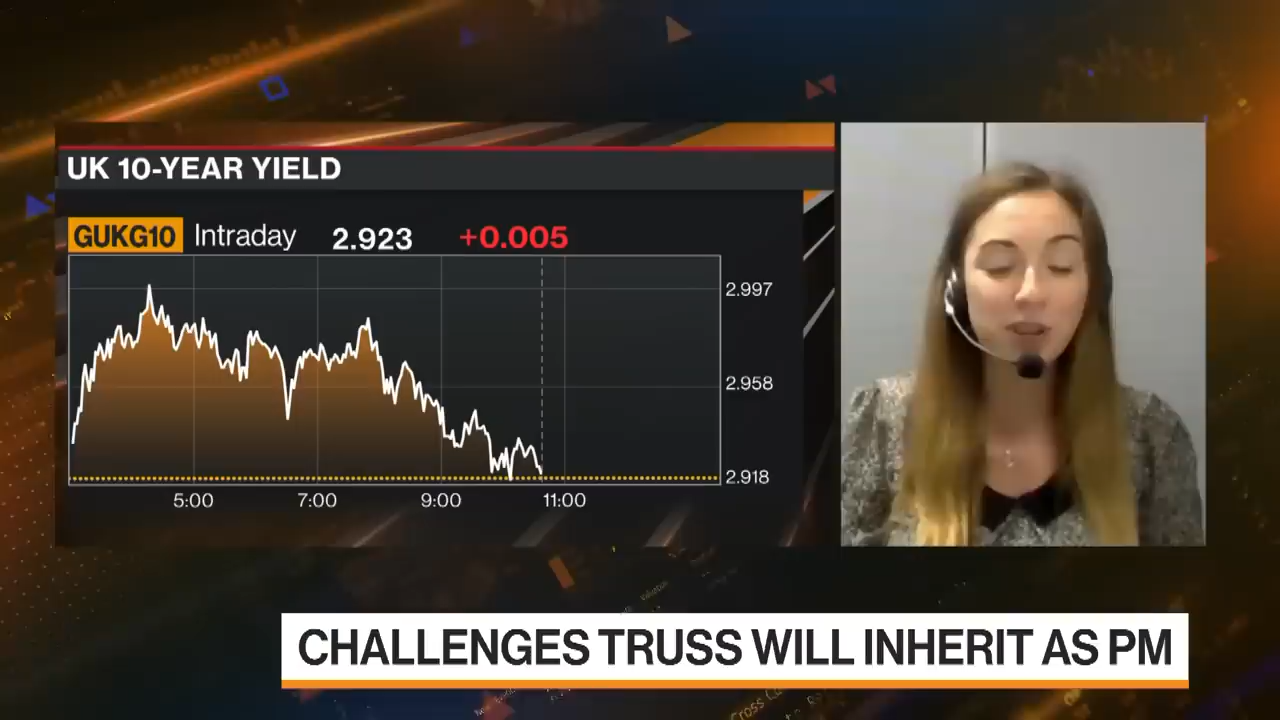 UK 10-YEAR YIELD
GUKG10 Intraday 2.923 +0.005
2.997
2.958
2.918
5:00 7:00 9:00 11:00
CHALLENGES TRUSS WILL INHERIT AS PM